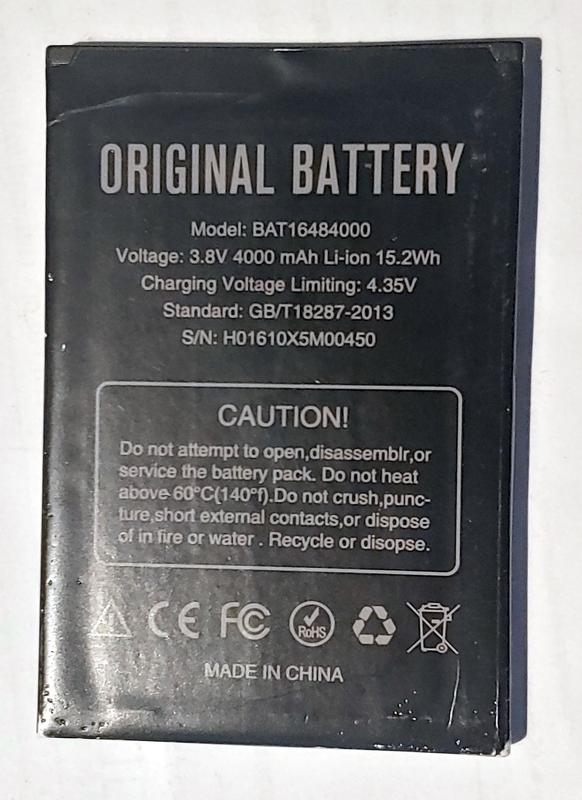 ORIGINAL BATTERY
Model: BAT16484000
Voltage: 3.8V 4000 mAh Li-ion 15.2Wh
Charging Voltage Limiting: 4.35V
Standard: GB/T18287-2013
S/N: H01610X5M00450
CAUTION!
Do not attempt to open,disassemblr,or
service the battery pack. Do not heat
above 60°C(140°f).Do not crush,punc-
ture,short external contacts,or dispose
of in fire or water . Recycle or disopse.
CE FC RoHS
MADE IN CHINA